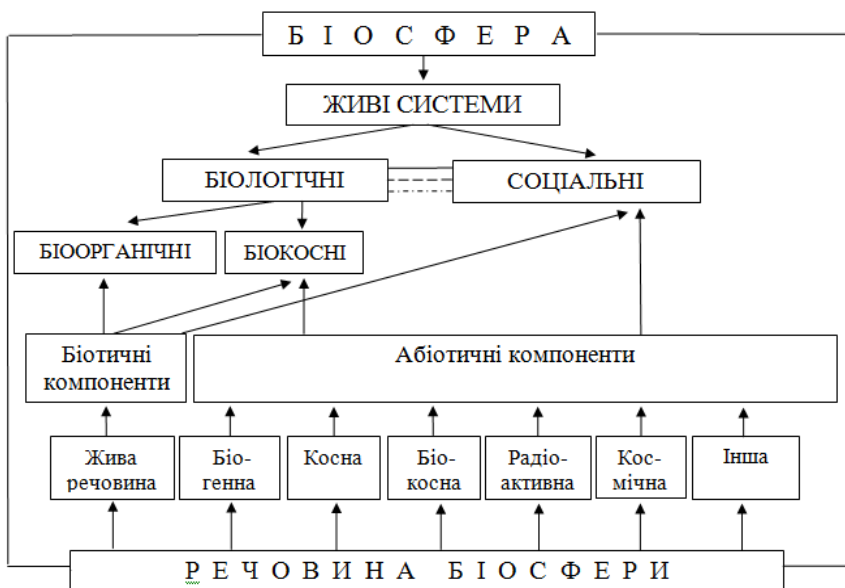 Б І О С Ф Е Р А
ЖИВІ СИСТЕМИ
БІОЛОГІЧНІ
СОЦІАЛЬНІ
БІООРГАНІЧНІ
БІОКОСНІ
Біотичні
компоненти
Абіотичні компоненти
Жива
речовина
Біо-
генна
Косна
Біо-
косна
Радіо-
активна
Кос-
мічна
Інша
Р Е Ч О В И Н А Б І О С Ф Е Р И